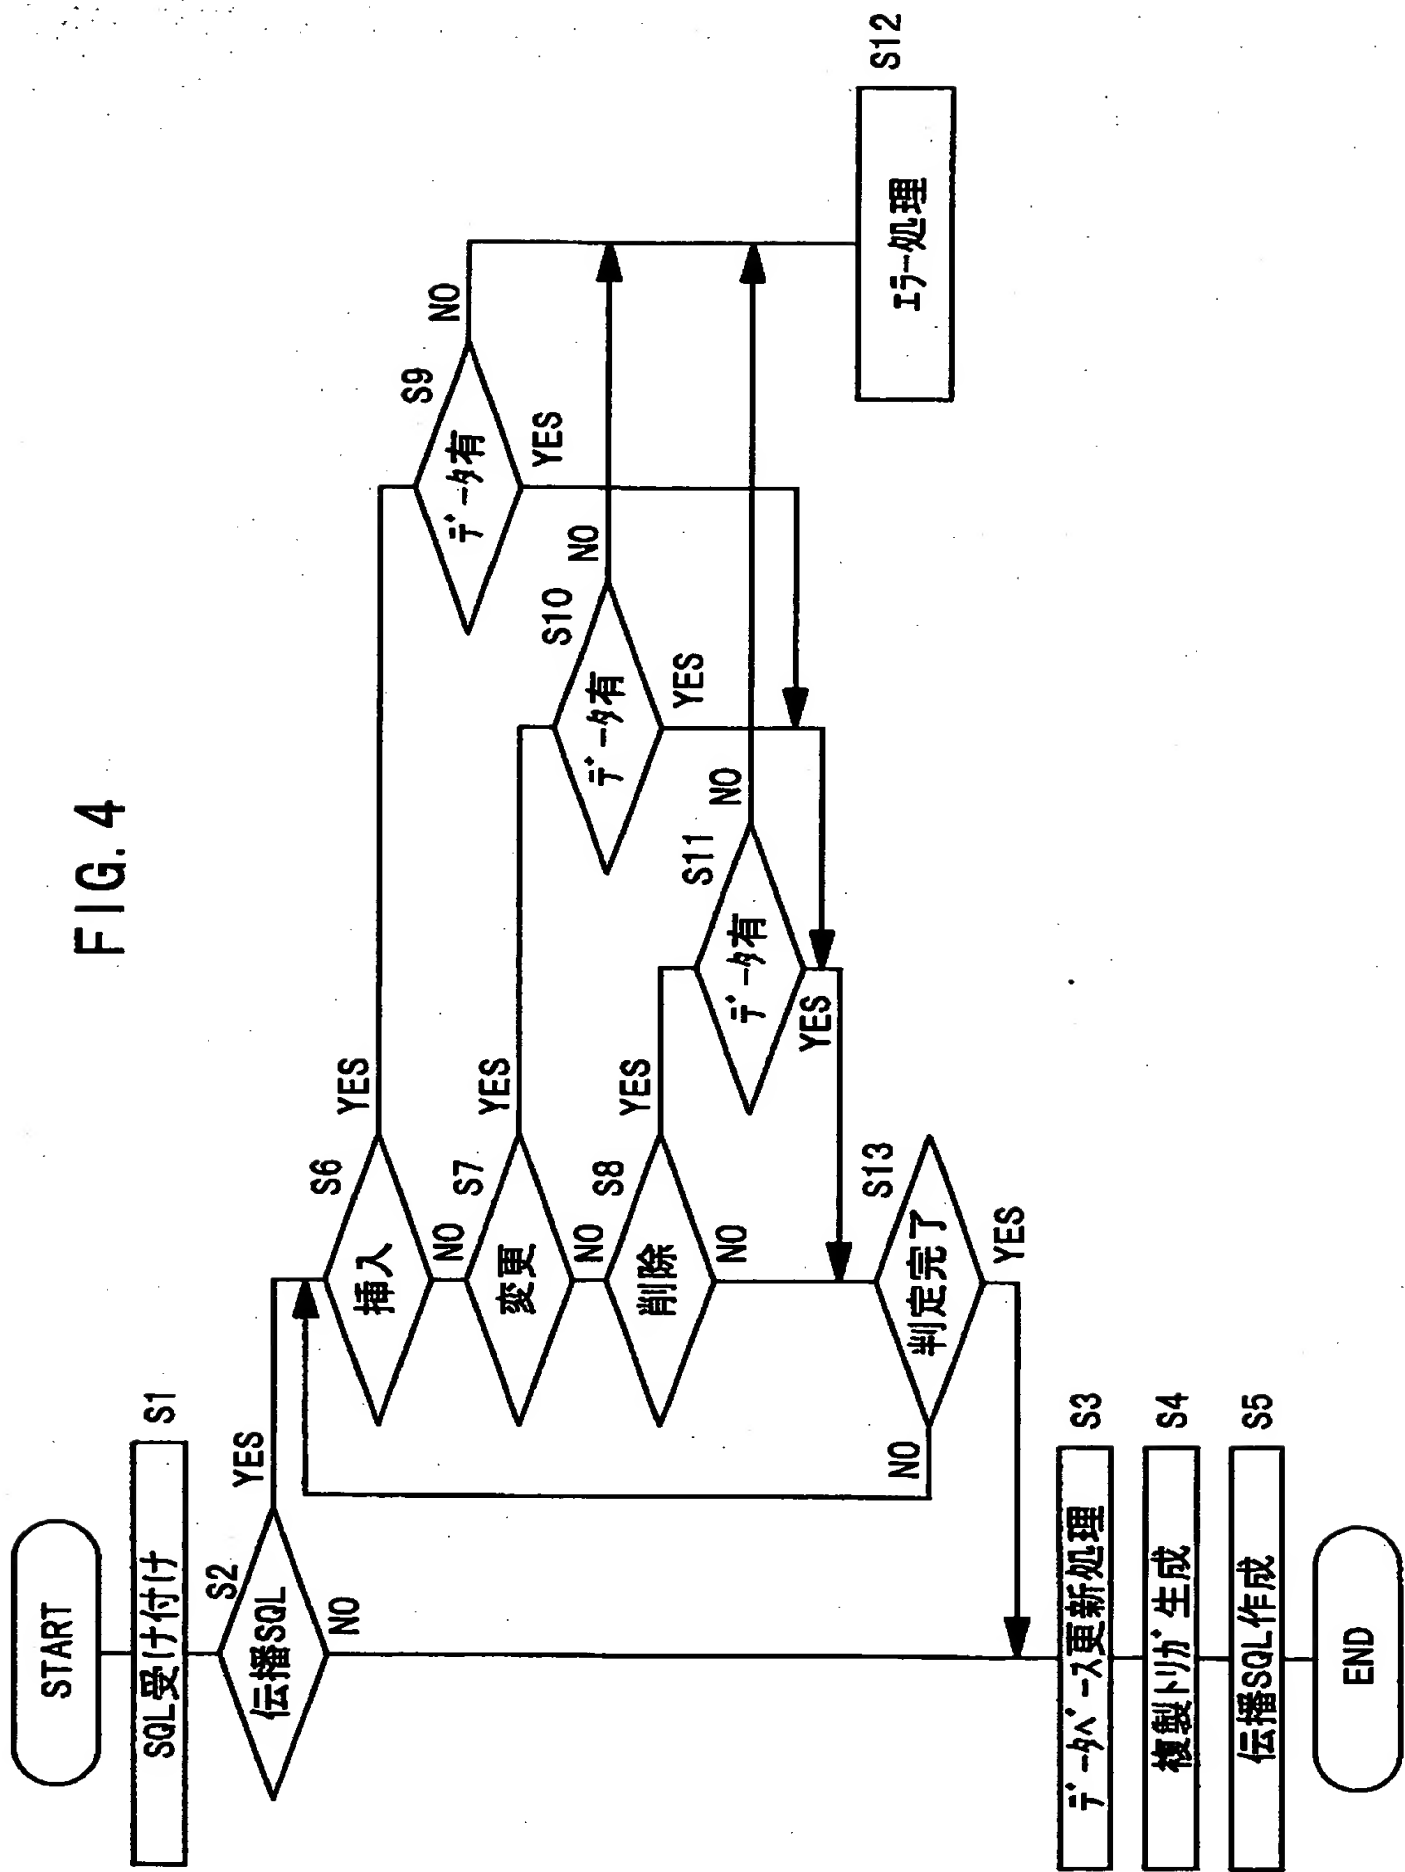 FIG. 4
START
SQL受け付け
S1
伝播SQL
S2
YES
NO
挿入
S6
YES
NO
変更
S7
YES
NO
削除
S8
YES
NO
データ有
S9
NO
YES
データ有
S10
NO
YES
データ有
S11
NO
YES
エラー処理
S12
判定完了
S13
NO
YES
データベース更新処理
S3
複製トリガ生成
S4
伝播SQL作成
S5
END